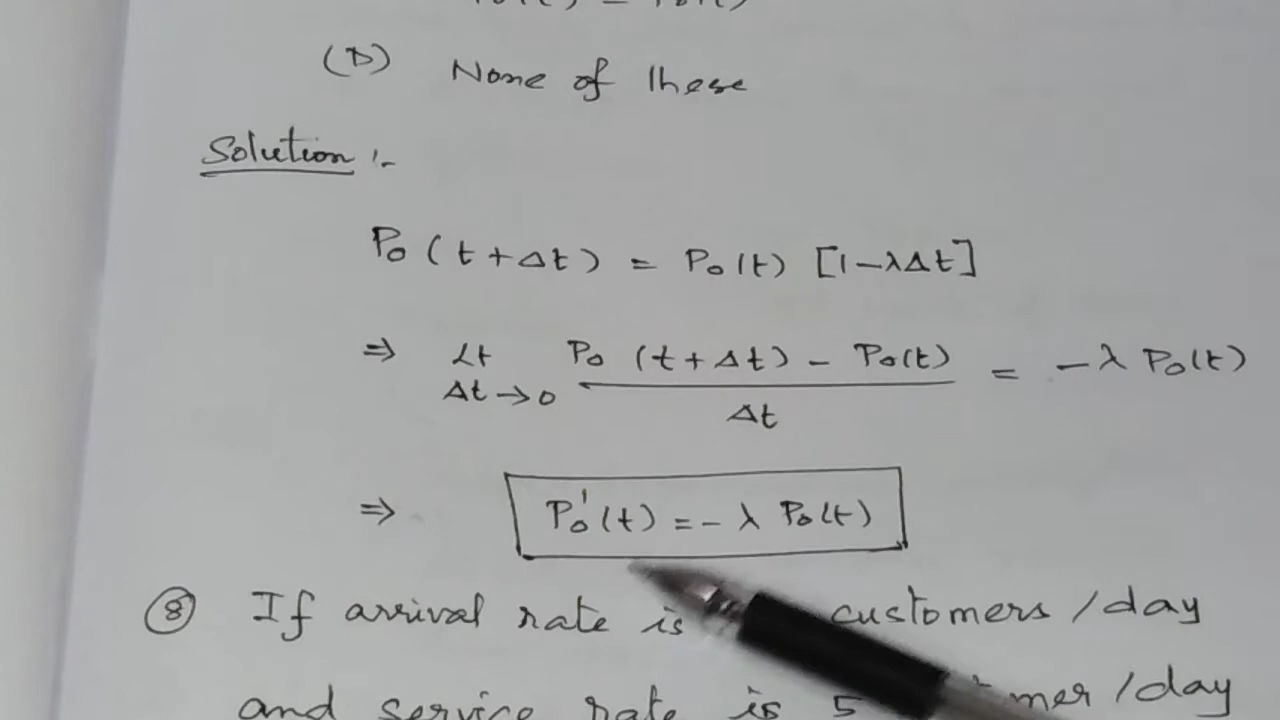 (D) None of these
Solution :-
P₀ (t+Δt) = P₀(t) [1-λΔt]
⇒ Lt Δt→0 P₀ (t+Δt) - P₀(t) / Δt = -λ P₀(t)
⇒ P₀'(t) = -λ P₀(t)
⑧ If arrival rate is customers /day
and service rate is 5 /day